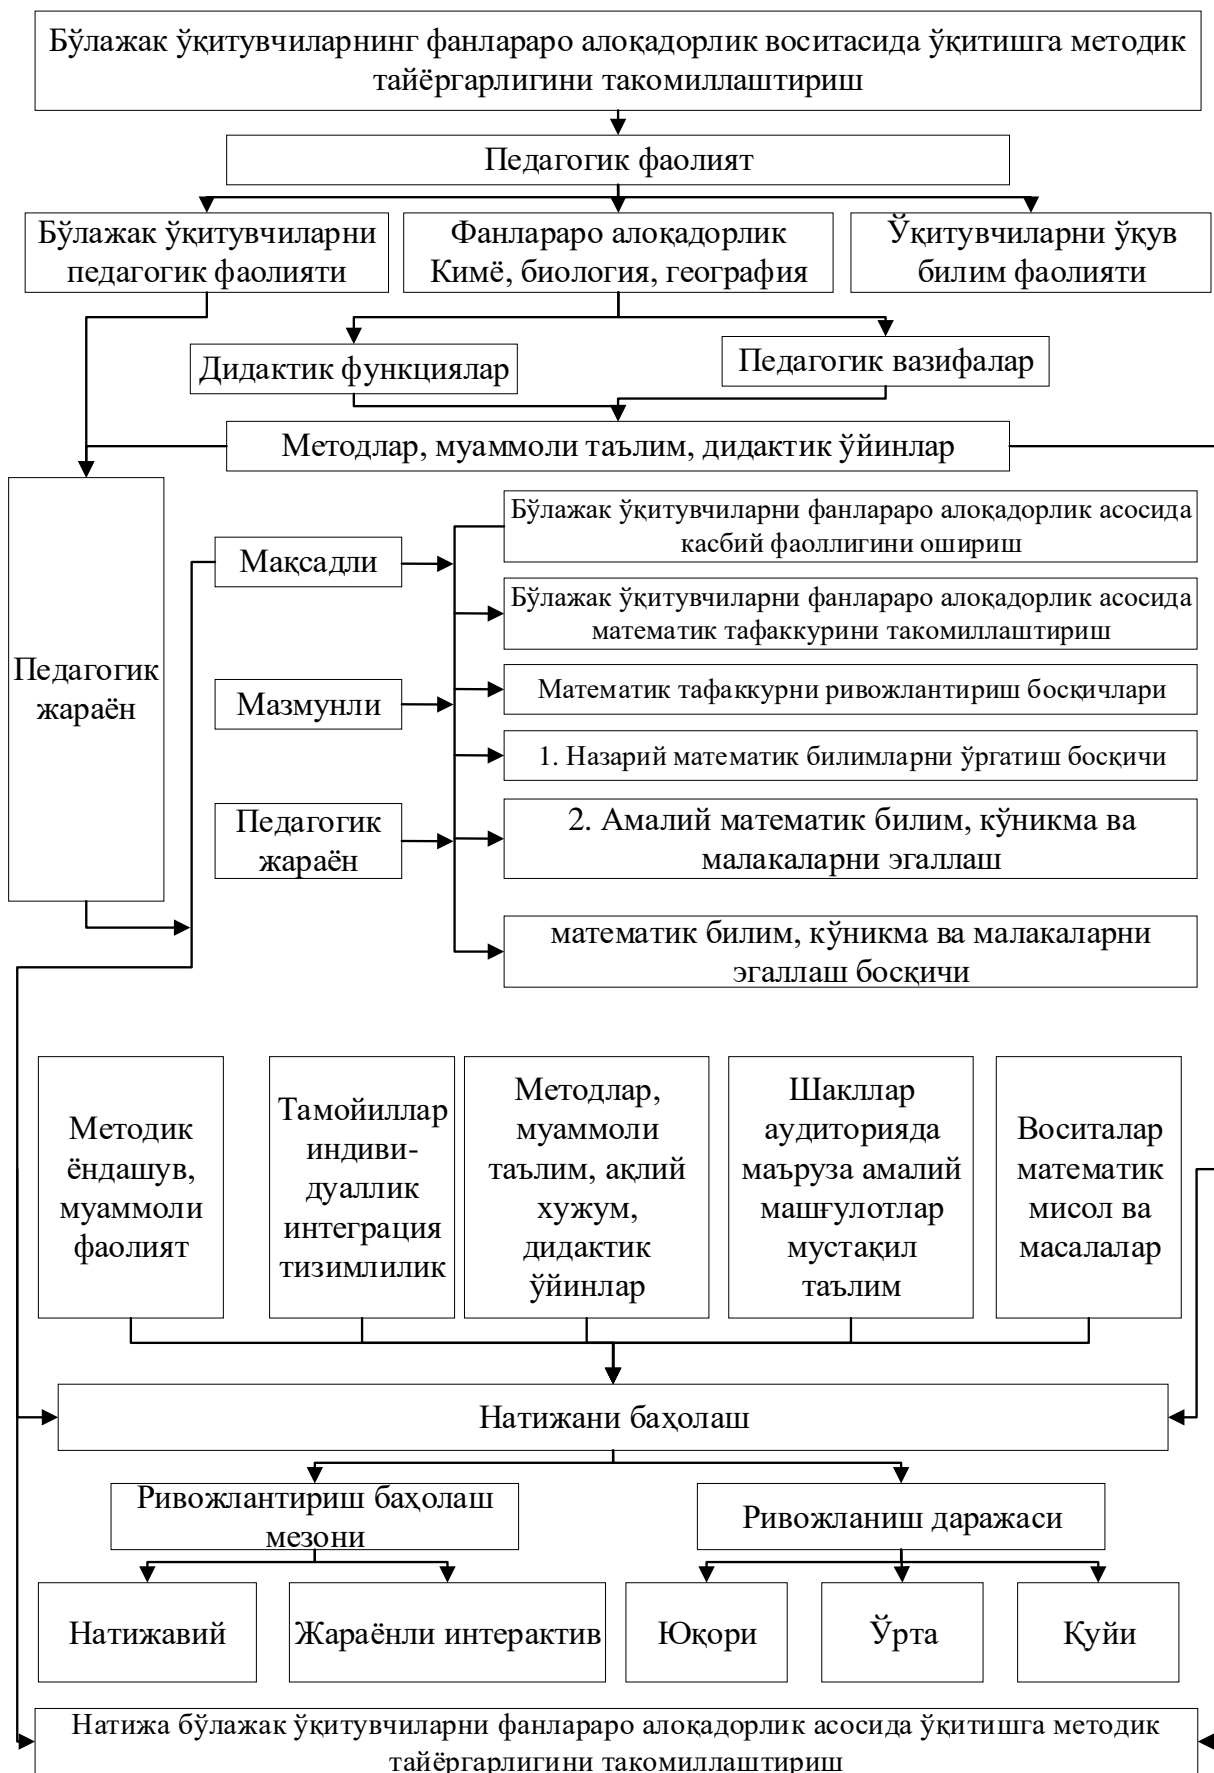 Бўлажак ўқитувчиларнинг фанлараро алоқадорлик воситасида ўқитишга методик
тайёргарлигини такомиллаштириш
Педагогик фаолият
Бўлажак ўқитувчиларни
педагогик фаолияти
Фанлараро алоқадорлик
Кимё, биология, география
Ўқитувчиларни ўқув
билим фаолияти
Дидактик функциялар
Педагогик вазифалар
Методлар, муаммоли таълим, дидактик ўйинлар
Педагогик
жараён
Мақсадли
Мазмунли
Педагогик
жараён
Бўлажак ўқитувчиларни фанлараро алоқадорлик асосида
касбий фаоллигини ошириш
Бўлажак ўқитувчиларни фанлараро алоқадорлик асосида
математик тафаккурини такомиллаштириш
Математик тафаккурни ривожлантириш босқичлари
1. Назарий математик билимларни ўргатиш босқичи
2. Амалий математик билим, кўникма ва
малакаларни эгаллаш
математик билим, кўникма ва малакаларни
эгаллаш босқичи
Методик
ёндашув,
муаммоли
фаолият
Тамойиллар
индиви-
дуаллик
интеграция
тизимлилик
Методлар,
муаммоли
таълим, ақлий
хужум,
дидактик
ўйинлар
Шакллар
аудиторияда
маъруза амалий
машғулотлар
мустақил
таълим
Воситалар
математик
мисол ва
масалалар
Натижани баҳолаш
Ривожлантириш баҳолаш
мезони
Ривожланиш даражаси
Натижавий
Жараёнли интерактив
Юқори
Ўрта
Қуйи
Натижа бўлажак ўқитувчиларни фанлараро алоқадорлик асосида ўқитишга методик
тайёргарлигини такомиллаштириш